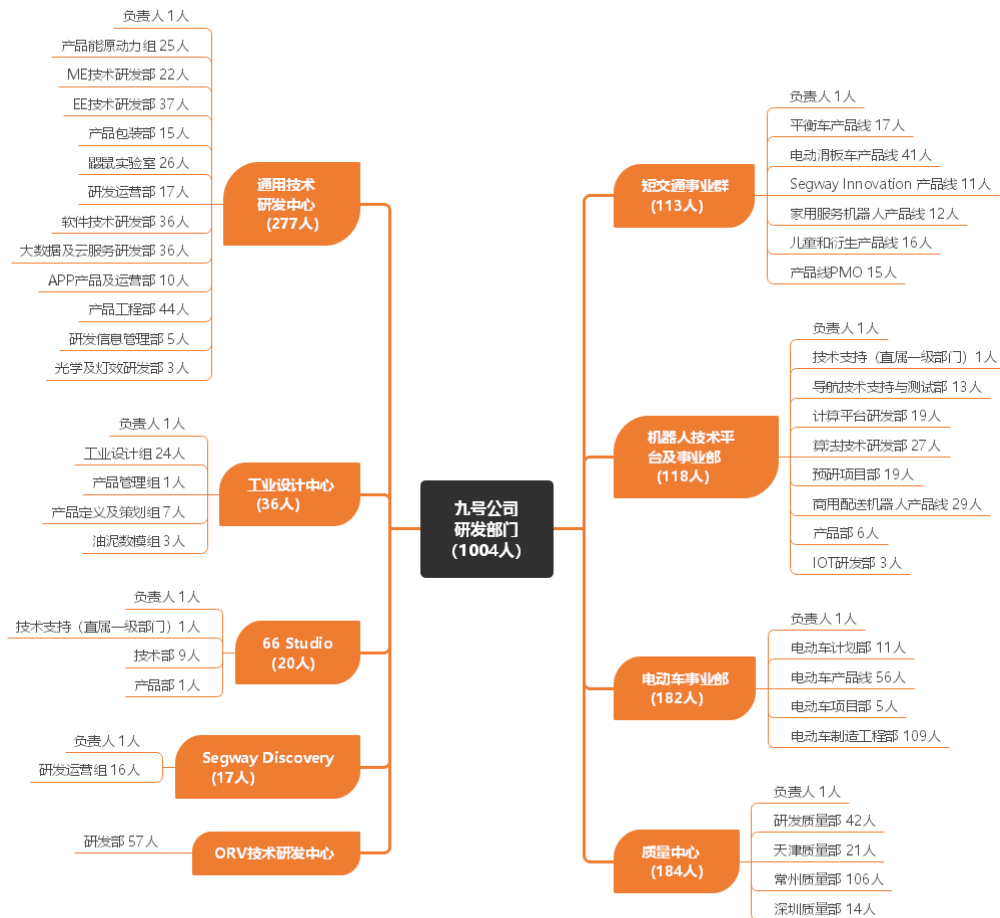 九号公司
研发部门
(1004人)
通用技术
研发中心
(277人)
负责人 1人
产品能源动力组 25人
ME技术研发部 22人
EE技术研发部 37人
产品包装部 15人
鼯鼠实验室 26人
研发运营部 17人
软件技术研发部 36人
大数据及云服务研发部 36人
APP产品及运营部 10人
产品工程部 44人
研发信息管理部 5人
光学及灯效研发部 3人
工业设计中心
(36人)
负责人 1人
工业设计组 24人
产品管理组 1人
产品定义及策划组 7人
油泥数模组 3人
66 Studio
(20人)
负责人 1人
技术支持（直属一级部门）1人
技术部 9人
产品部 1人
Segway Discovery
(17人)
负责人 1人
研发运营组 16人
ORV技术研发中心
研发部 57人
短交通事业群
(113人)
负责人 1人
平衡车产品线 17人
电动滑板车产品线 41人
Segway Innovation 产品线 11人
家用服务机器人产品线 12人
儿童和衍生产品线 16人
产品线PMO 15人
机器人技术平
台及事业部
(118人)
负责人 1人
技术支持（直属一级部门）1人
导航技术支持与测试部 13人
计算平台研发部 19人
算法技术研发部 27人
预研项目部 19人
商用配送机器人产品线 29人
产品部 6人
IOT研发部 3人
电动车事业部
(182人)
负责人 1人
电动车计划部 11人
电动车产品线 56人
电动车项目部 5人
电动车制造工程部 109人
质量中心
(184人)
负责人 1人
研发质量部 42人
天津质量部 21人
常州质量部 106人
深圳质量部 14人